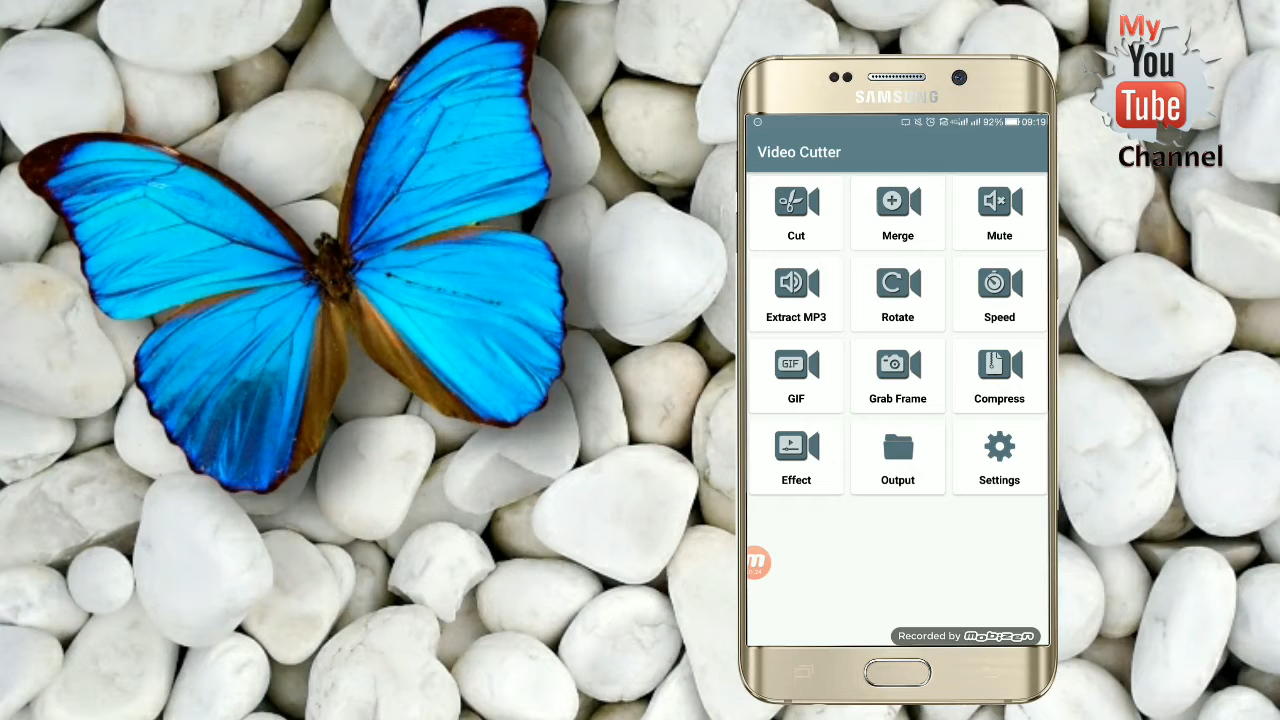 My
You
Tube
Channel
SAMSUNG
92% 09:19
Video Cutter
Cut Merge Mute
Extract MP3 Rotate Speed
GIF
GIF Grab Frame Compress
Effect Output Settings
Recorded by mobizen